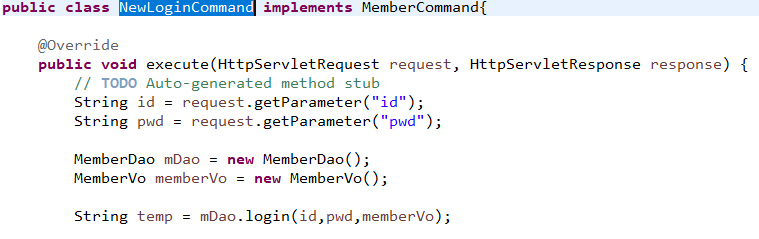 public class NewLoginCommand implements MemberCommand{
@Override
public void execute(HttpServletRequest request, HttpServletResponse response) {
// TODO Auto-generated method stub
String id = request.getParameter("id");
String pwd = request.getParameter("pwd");
MemberDao mDao = new MemberDao();
MemberVo memberVo = new MemberVo();
String temp = mDao.login(id,pwd,memberVo);